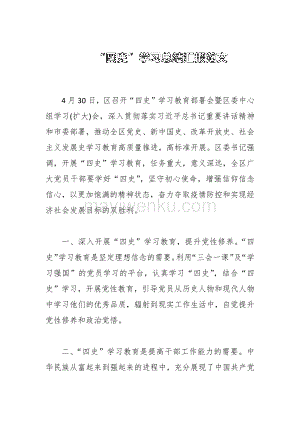 “四史”学习总结汇报范文
4月30日，区召开“四史”学习教育部署会暨区委中心
组学习(扩大)会，深入贯彻落实习近平总书记重要讲话精神
和市委部署，推动全区党史、新中国史、改革开放史、社会
主义发展史学习教育高质量推进，高标准开展。区委书记强
调，开展“四史”学习教育，任务重大，意义深远，全区广
大党员干部要学好“四史”，坚守初心使命，增强信仰信念
信心，以更加饱满的精神状态，奋力夺取疫情防控和实现经
济社会发展目标的双胜利。
一、深入开展“四史”学习教育，提升党性修养。“四
史”学习教育是坚定理想信念的需要。利用“三会一课”及“学
习强国”的党员学习的平台，认真学习“四史”，结合“四
史”学习，开展党性教育，引导党员从历史人物和现代人物
中学习他们的优秀品质，辐射到现实工作生活中，自觉提升
党性修养和政治觉悟。
mayiwenku.com
二、“四史”学习教育是提高干部工作能力的需要。中
华民族从富起来到强起来的进程中，充分展现了中国共产党